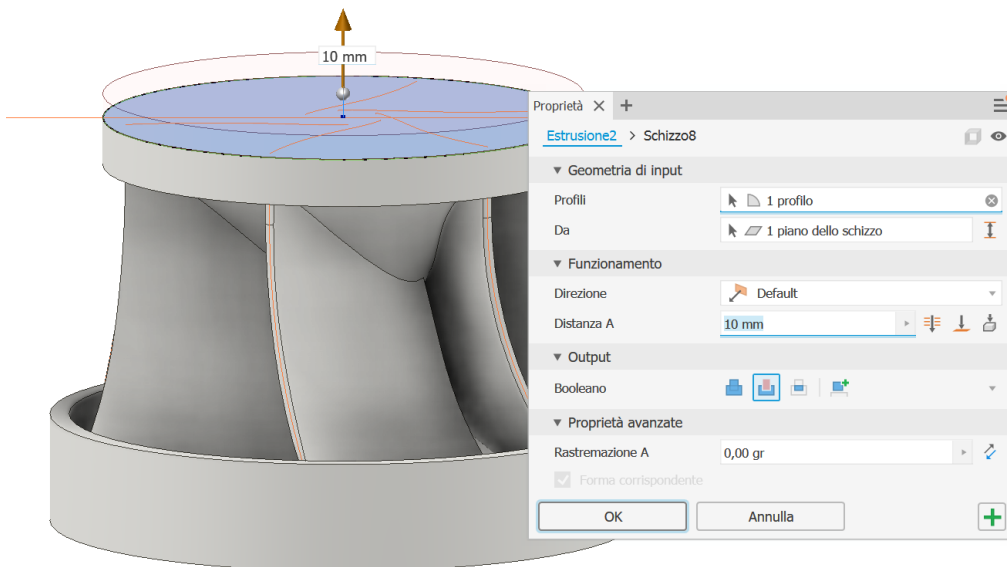 10 mm
Proprietà
Estrusione2 > Schizzo8
Geometria di input
Profili
1 profilo
Da
1 piano dello schizzo
Funzionamento
Direzione
Default
Distanza A
10 mm
Output
Booleano
Proprietà avanzate
Rastremazione A
0,00 gr
Forma corrispondente
OK
Annulla